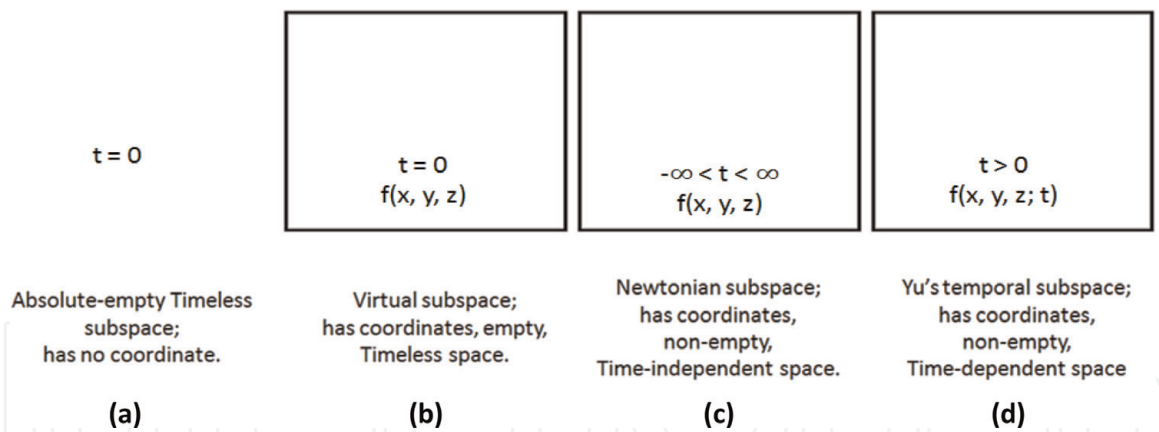 t = 0
Absolute-empty Timeless
subspace;
has no coordinate.
(a)
t = 0
f(x, y, z)
Virtual subspace;
has coordinates, empty,
Timeless space.
(b)
-∞ < t < ∞
f(x, y, z)
Newtonian subspace;
has coordinates,
non-empty,
Time-independent space.
(c)
t > 0
f(x, y, z; t)
Yu's temporal subspace;
has coordinates,
non-empty,
Time-dependent space
(d)